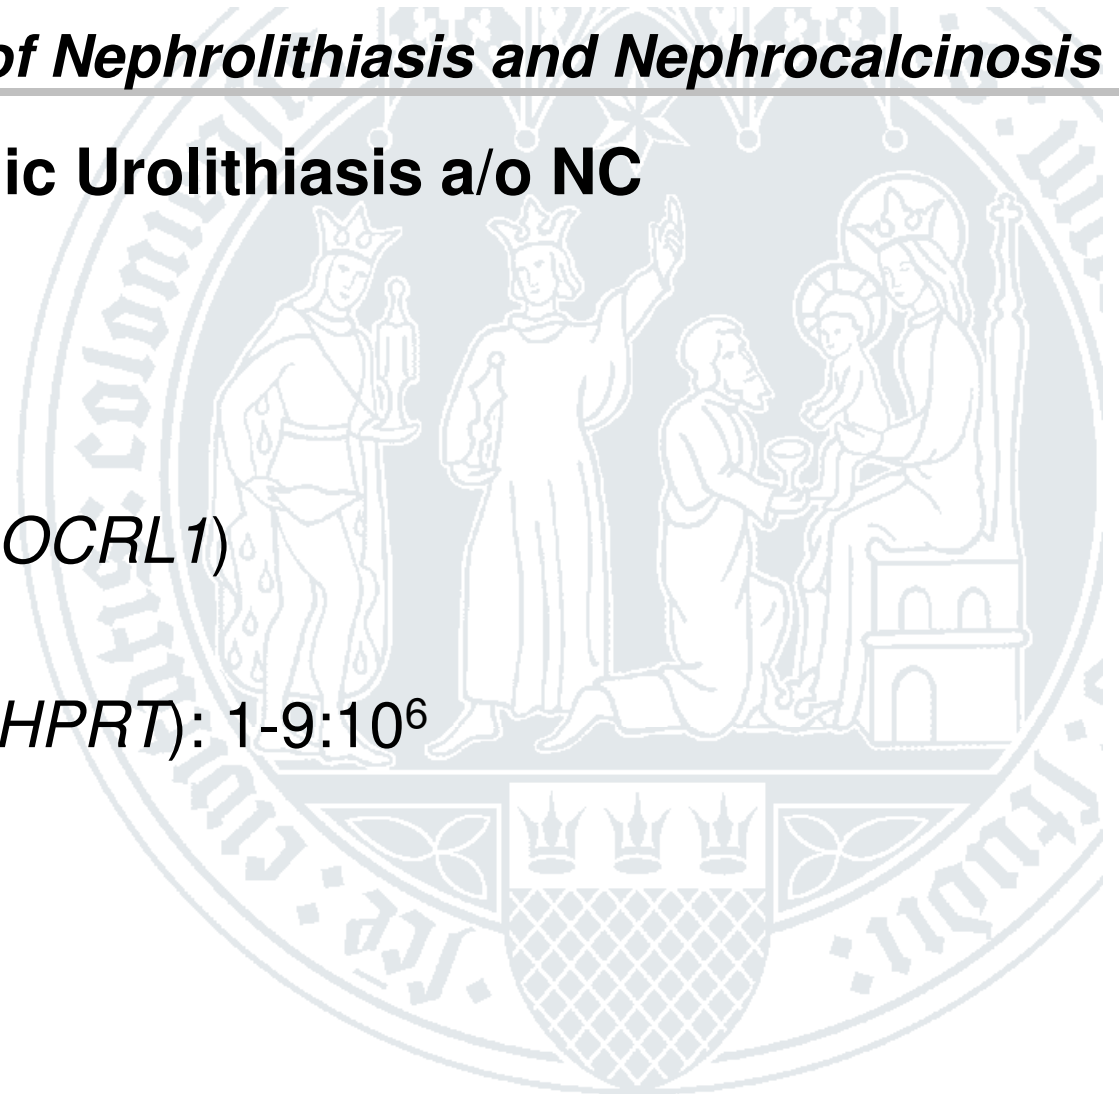 of Nephrolithiasis and Nephrocalcinosis
ic Urolithiasis a/o NC
OCRL1)
HPRT): 1-9:10⁶